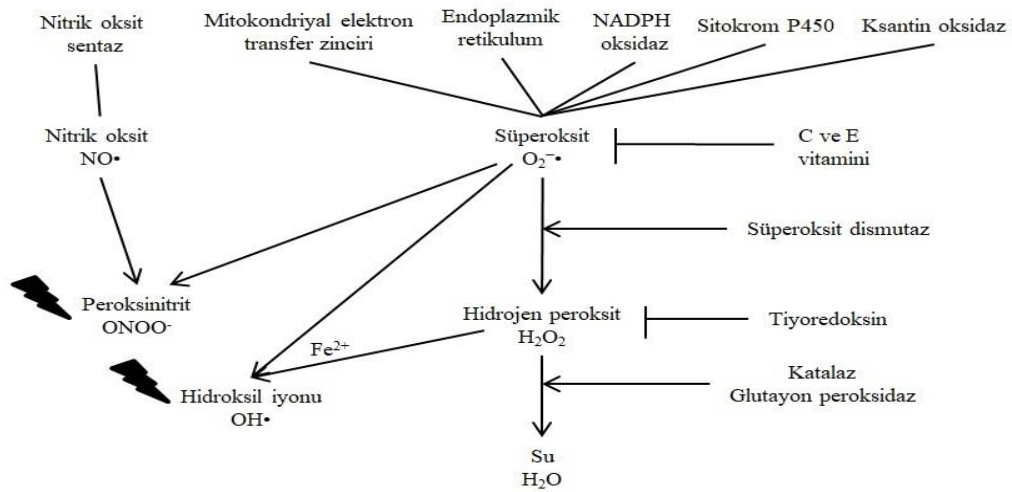 Nitrik oksit
sentaz
Mitokondriyal elektron
transfer zinciri
Endoplazmik
retikulum
NADPH
oksidaz
Sitokrom P450
Ksantin oksidaz
Nitrik oksit
NO•
Süperoksit
O₂⁻•
C ve E
vitamini
Süperoksit dismutaz
Peroksinitrit
ONOO⁻
Hidrojen peroksit
H₂O₂
Tiyoredoksin
Fe²⁺
Hidroksil iyonu
OH•
Katalaz
Glutayon peroksidaz
Su
H₂O